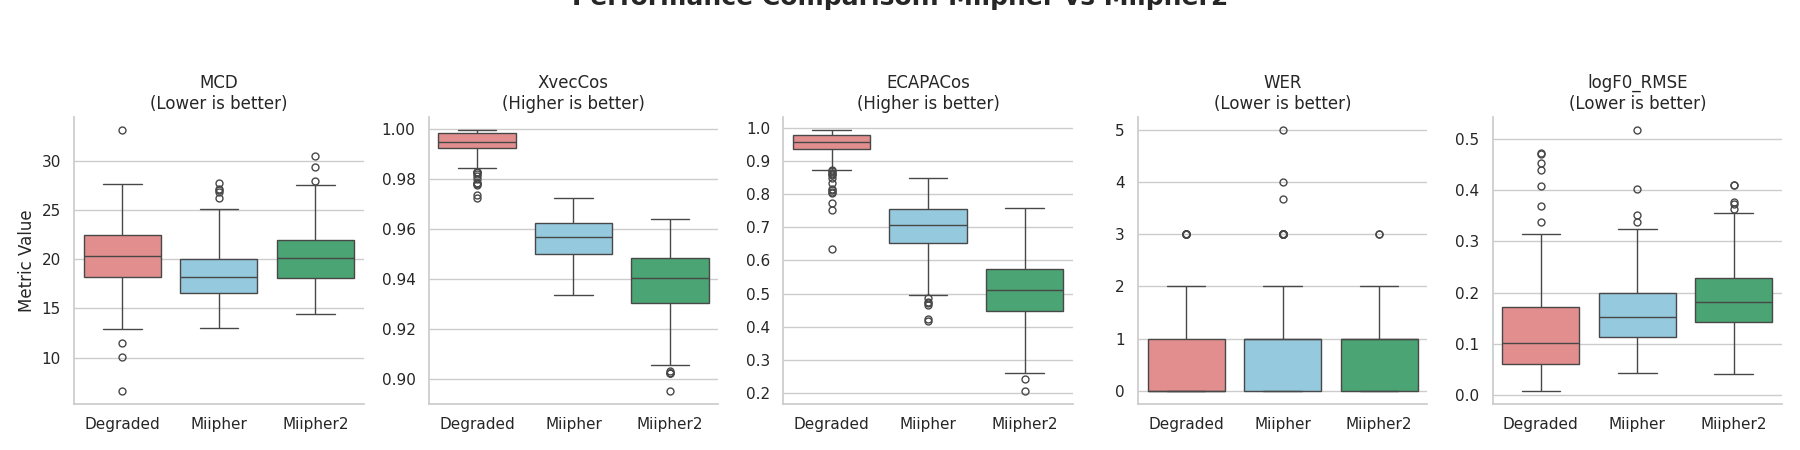 Performance Comparison: Miipher vs Miipher2
MCD
(Lower is better)
XvecCos
(Higher is better)
ECAPACos
(Higher is better)
WER
(Lower is better)
logF0_RMSE
(Lower is better)
Metric Value
30
25
20
15
10
Degraded Miipher Miipher2
1.00
0.98
0.96
0.94
0.92
0.90
Degraded Miipher Miipher2
1.0
0.9
0.8
0.7
0.6
0.5
0.4
0.3
0.2
Degraded Miipher Miipher2
5
4
3
2
1
0
Degraded Miipher Miipher2
0.5
0.4
0.3
0.2
0.1
0.0
Degraded Miipher Miipher2